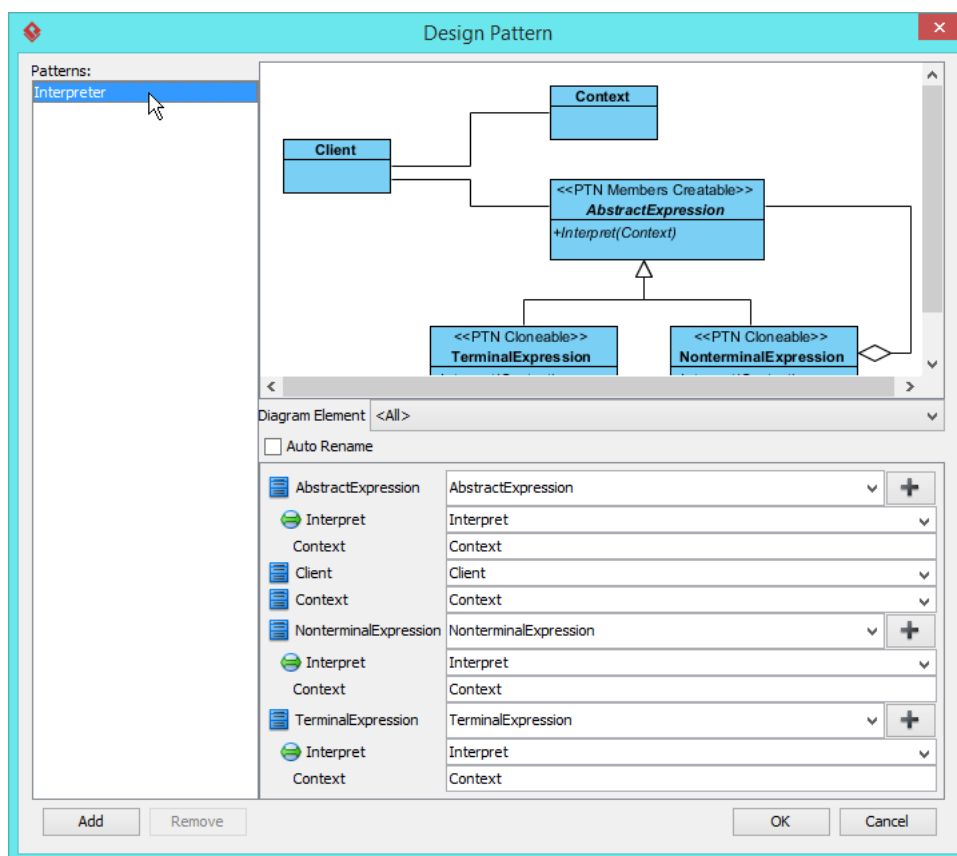 Design Pattern
Patterns:
Interpreter
Context
Client
<<PTN Members Creatable>>
AbstractExpression
+Interpret(Context)
<<PTN Cloneable>> <<PTN Cloneable>>
TerminalExpression NonterminalExpression
Diagram Element <All>
Auto Rename
AbstractExpression AbstractExpression
Interpret Interpret
Context Context
Client Client
Context Context
NonterminalExpression NonterminalExpression
Interpret Interpret
Context Context
TerminalExpression TerminalExpression
Interpret Interpret
Context Context
Add Remove OK Cancel